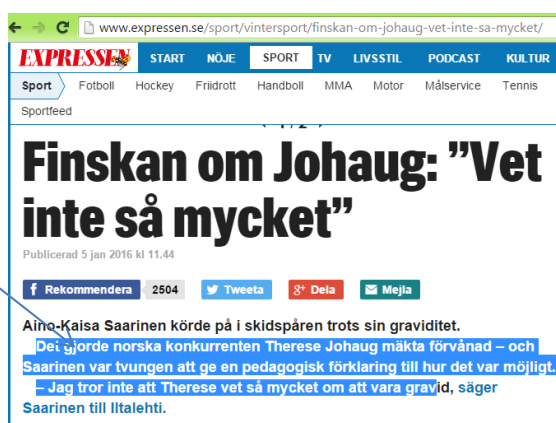 www.expressen.se/sport/vintersport/finskan-om-johaug-vet-inte-sa-mycket/
EXPRESSEN START NÖJE SPORT TV LIVSSTIL PODCAST KULTUR
Sport Fotboll Hockey Friidrott Handboll MMA Motor Målservice Tennis
Sportfeed
Finskan om Johaug: ”Vet
inte så mycket”
Publicerad 5 jan 2016 kl 11.44
f Rekommendera 2504 Tweeta g+ Dela Mejla
Aino-Kaisa Saarinen körde på i skidspåren trots sin graviditet.
Det gjorde norska konkurrenten Therese Johaug mäkta förvånad – och
Saarinen var tvungen att ge en pedagogisk förklaring till hur det var möjligt.
– Jag tror inte att Therese vet så mycket om att vara gravid, säger
Saarinen till Iltalehti.